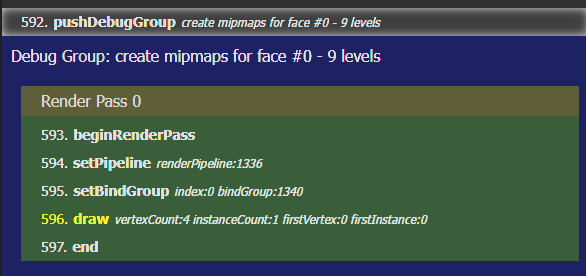 592. pushDebugGroup create mipmaps for face #0 - 9 levels
Debug Group: create mipmaps for face #0 - 9 levels
Render Pass 0
593. beginRenderPass
594. setPipeline renderPipeline:1336
595. setBindGroup index:0 bindGroup:1340
596. draw vertexCount:4 instanceCount:1 firstVertex:0 firstInstance:0
597. end